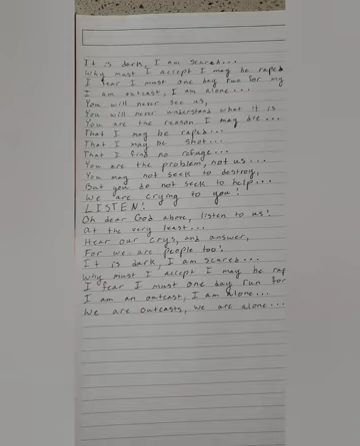 It is dark, I am scared...
Why must I accept I may be raped
I fear I must one day run for my
I am outcast, I am alone...
You will never see us,
You will never understand what it is
You are the reason I may die...
That I may be raped...
That I may be shot...
That I find no refuge...
You are the problem, not us...
You may not seek to destroy,
But you do not seek to help...
We are crying to you!
LISTEN!
Oh dear God above, listen to us!
At the very least...
Hear our crys, and answer,
For we are people too!
It is dark, I am scared...
Why must I accept I may be rap
I fear I must one day run for
I am an outcast, I am alone...
We are outcasts, we are alone...